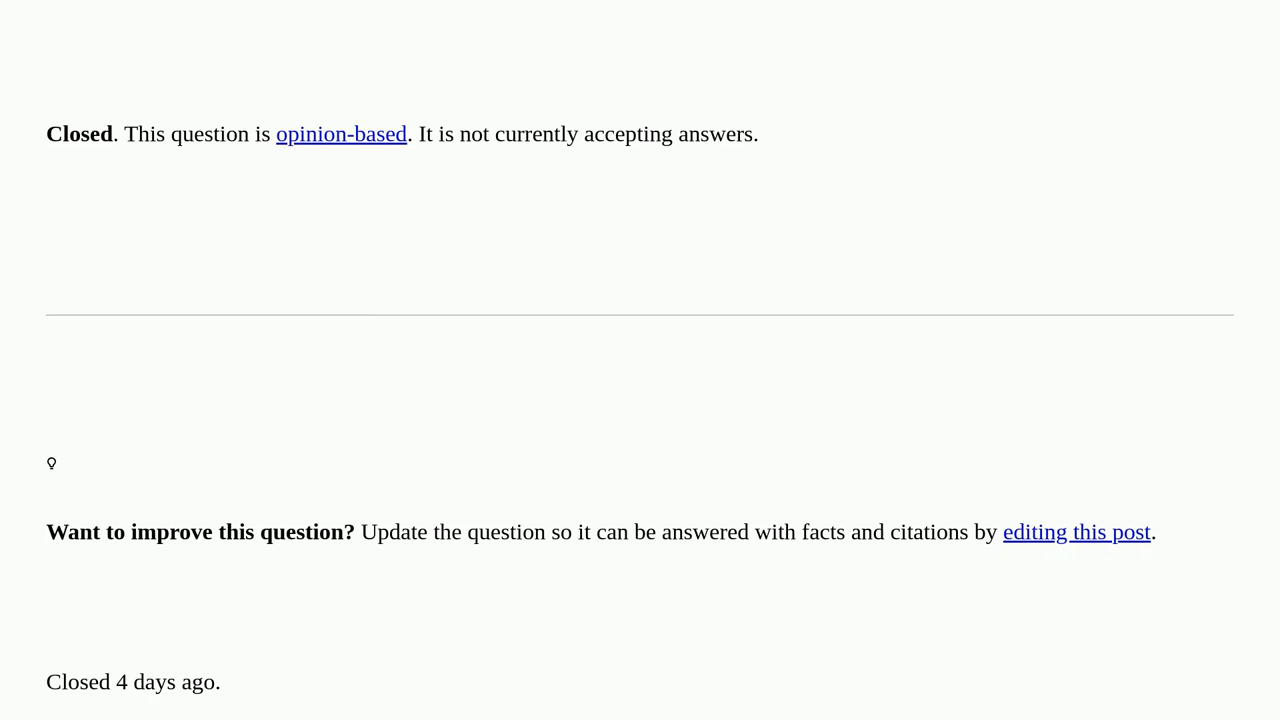 Closed. This question is opinion-based. It is not currently accepting answers.
Want to improve this question? Update the question so it can be answered with facts and citations by editing this post.
Closed 4 days ago.